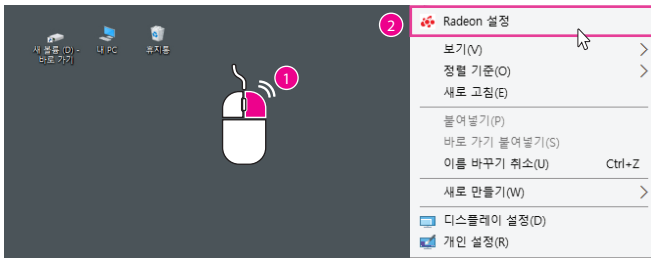 새 볼륨 (D) -
바로 가기
내 PC
휴지통
1
2
Radeon 설정
보기(V)
정렬 기준(O)
새로 고침(E)
붙여넣기(P)
바로 가기 붙여넣기(S)
이름 바꾸기 취소(U) Ctrl+Z
새로 만들기(W)
디스플레이 설정(D)
개인 설정(R)